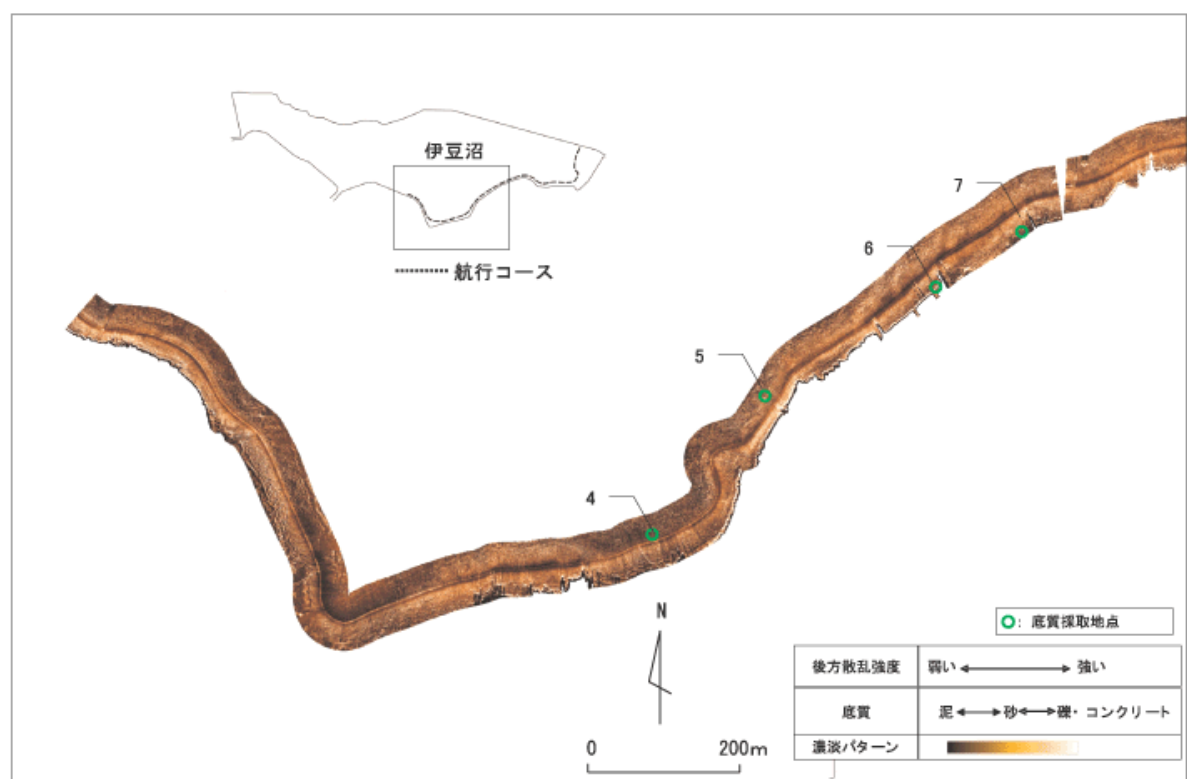 伊豆沼
航行コース
7
6
5
4
N
0 200m
○: 底質採取地点
後方散乱強度 弱い 強い
底質 泥 砂 礫・コンクリート
濃淡パターン